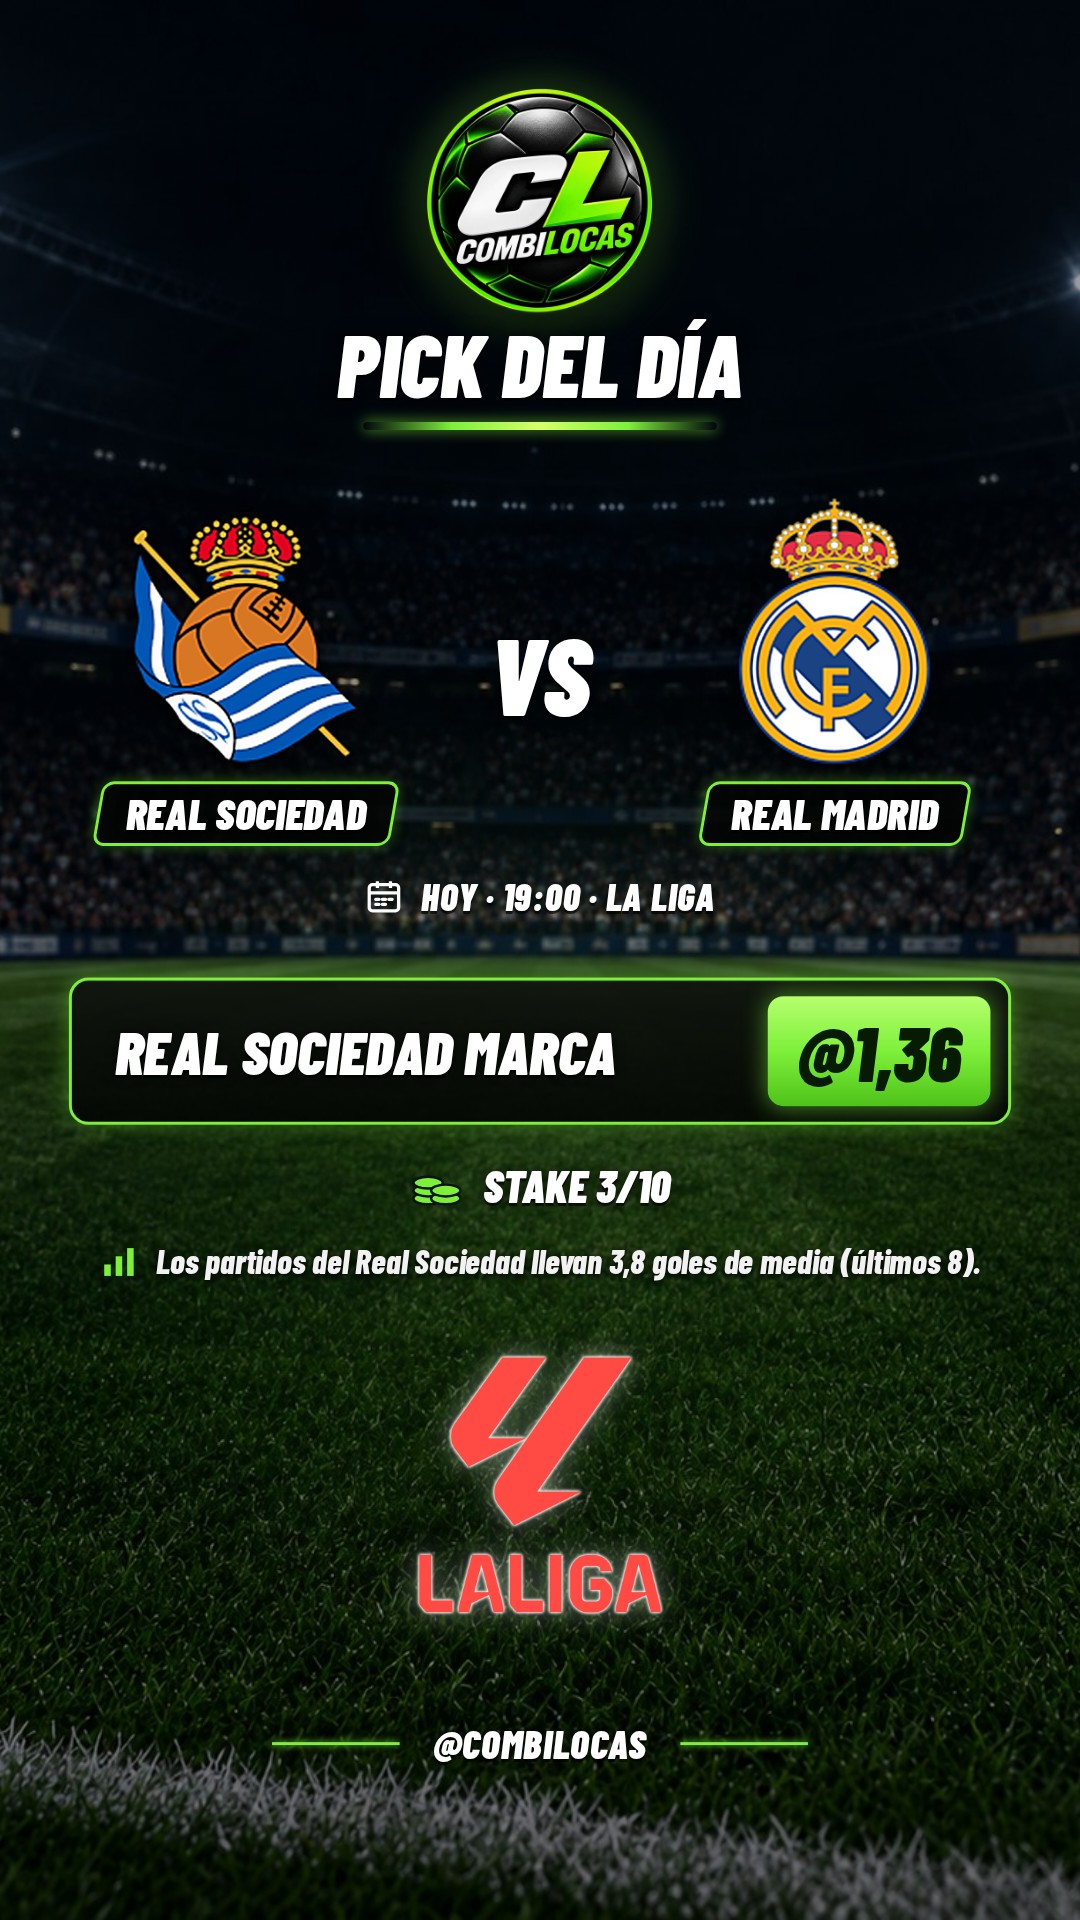 CL
COMBILOCAS
PICK DEL DÍA
VS
REAL SOCIEDAD
REAL MADRID
HOY · 19:00 · LA LIGA
REAL SOCIEDAD MARCA
@1,36
STAKE 3/10
Los partidos del Real Sociedad llevan 3,8 goles de media (últimos 8).
LALIGA
@COMBILOCAS